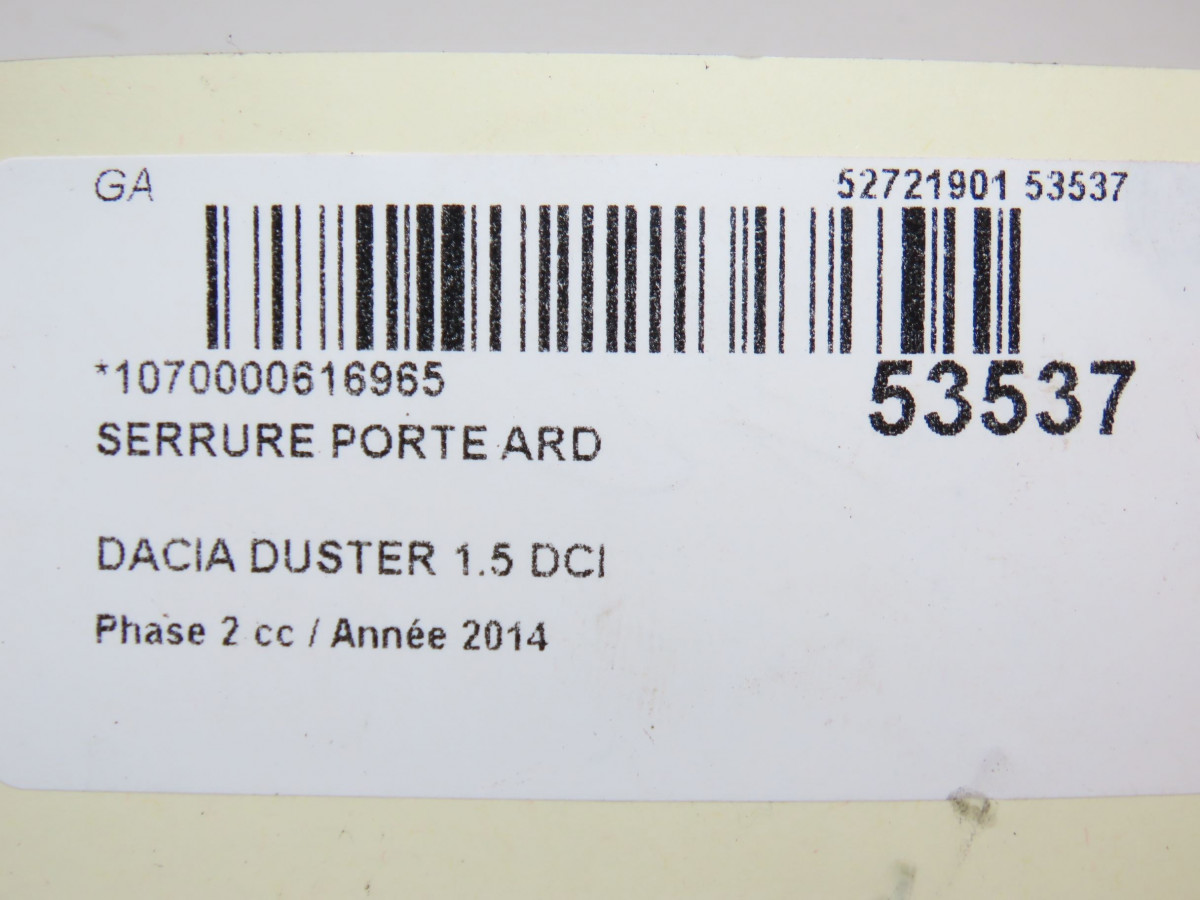 GA
52721901 53537
*1070000616965
53537
SERRURE PORTE ARD
DACIA DUSTER 1.5 DCI
Phase 2 cc / Année 2014